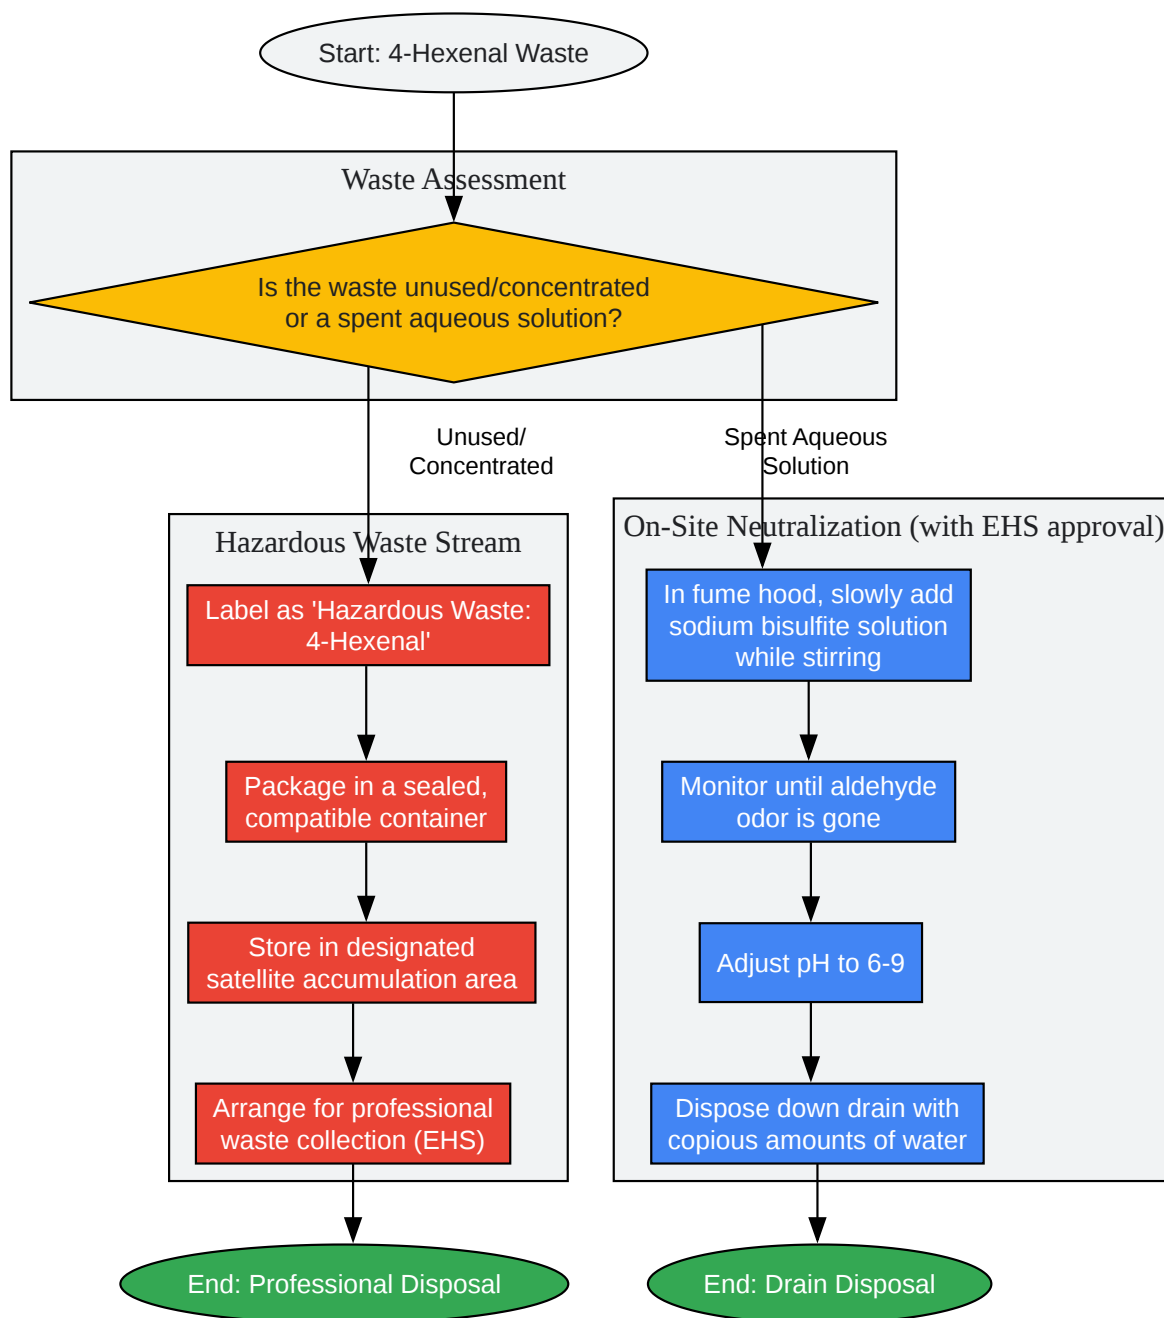 Start: 4-Hexenal Waste
Waste Assessment
Is the waste unused/concentrated
or a spent aqueous solution?
Unused/
Concentrated
Spent Aqueous
Solution
Hazardous Waste Stream
Label as 'Hazardous Waste:
4-Hexenal'
Package in a sealed,
compatible container
Store in designated
satellite accumulation area
Arrange for professional
waste collection (EHS)
End: Professional Disposal
On-Site Neutralization (with EHS approval)
In fume hood, slowly add
sodium bisulfite solution
while stirring
Monitor until aldehyde
odor is gone
Adjust pH to 6-9
Dispose down drain with
copious amounts of water
End: Drain Disposal